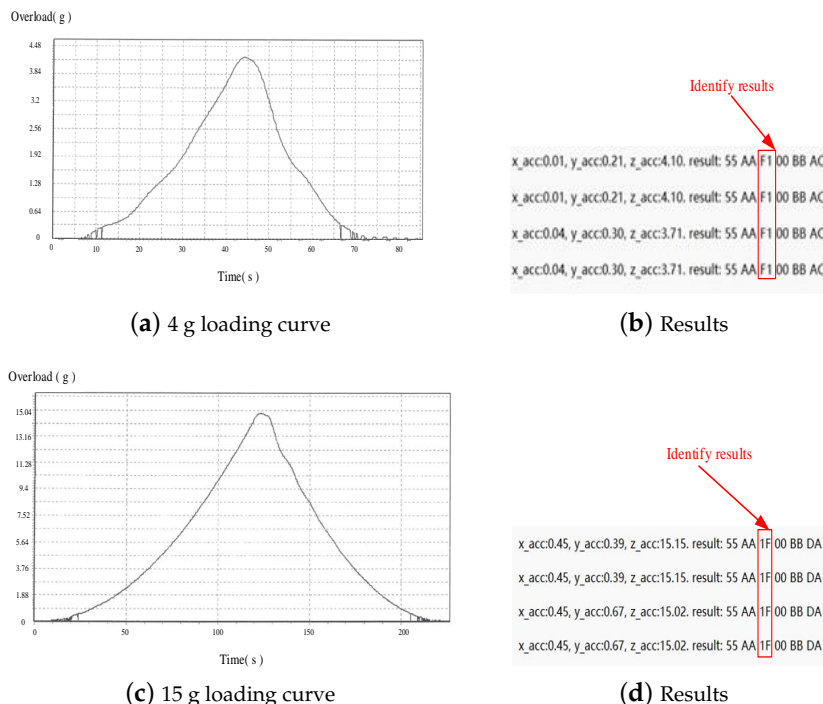 Overload( g )
4.48
3.84
3.2
2.56
1.92
1.28
0.64
0
0 10 20 30 40 50 60 70 80
Time( s )
(a) 4 g loading curve
Identify results
x_acc:0.01, y_acc:0.21, z_acc:4.10. result: 55 AA F1 00 BB AC
x_acc:0.01, y_acc:0.21, z_acc:4.10. result: 55 AA F1 00 BB AC
x_acc:0.04, y_acc:0.30, z_acc:3.71. result: 55 AA F1 00 BB AC
x_acc:0.04, y_acc:0.30, z_acc:3.71. result: 55 AA F1 00 BB AC
(b) Results
Overload ( g )
15.04
13.16
11.28
9.4
7.52
5.64
3.76
1.88
0
0 50 100 150 200
Time( s )
(c) 15 g loading curve
Identify results
x_acc:0.45, y_acc:0.39, z_acc:15.15. result: 55 AA 1F 00 BB DA
x_acc:0.45, y_acc:0.39, z_acc:15.15. result: 55 AA 1F 00 BB DA
x_acc:0.45, y_acc:0.67, z_acc:15.02. result: 55 AA 1F 00 BB DA
x_acc:0.45, y_acc:0.67, z_acc:15.02. result: 55 AA 1F 00 BB DA
(d) Results